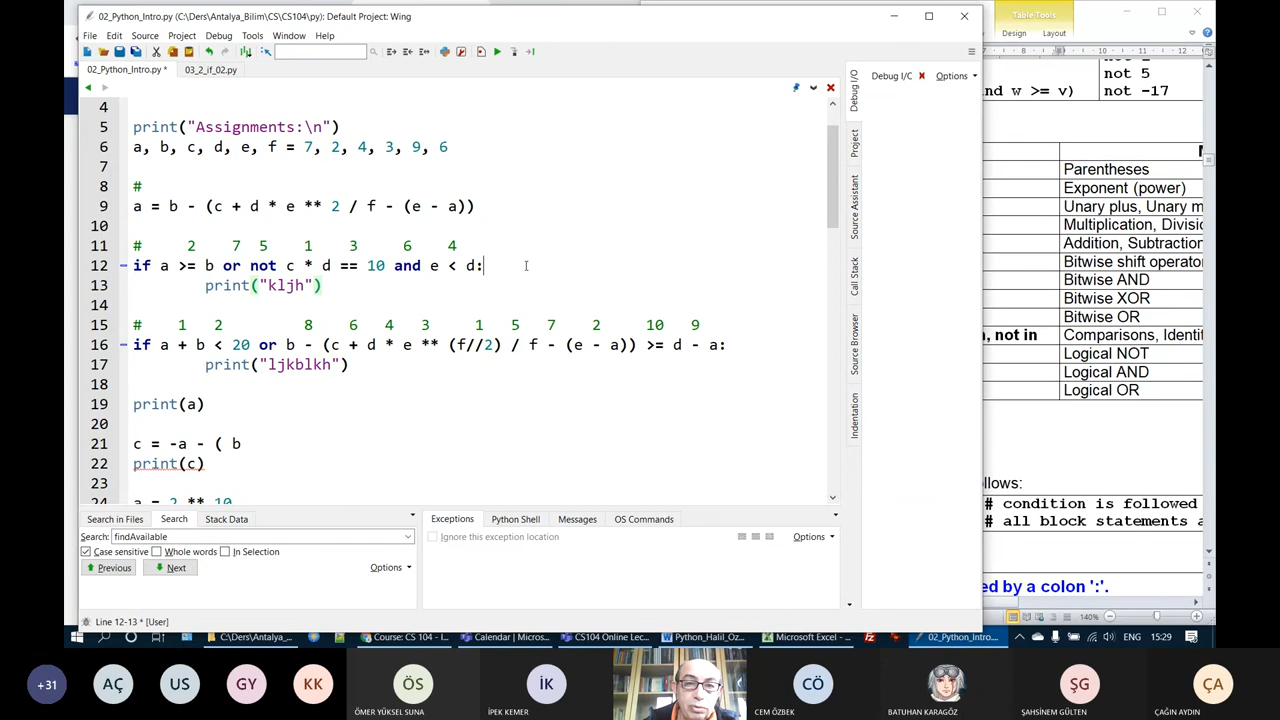 02_Python_Intro.py (C:\Ders\Antalya_Bilim\CS\CS104\py): Default Project: Wing
Table Tools
File Edit Source Project Debug Tools Window Help
Design Layout
02_Python_Intro.py * 03_2_if_02.py
Debug I/C Options
4
5 print("Assignments:\n")
6 a, b, c, d, e, f = 7, 2, 4, 3, 9, 6
7
8 #
9 a = b - (c + d * e ** 2 / f - (e - a))
10
11 # 2 7 5 1 3 6 4
12 if a >= b or not c * d == 10 and e < d:
13 print("kljh")
14
15 # 1 2 8 6 4 3 1 5 7 2 10 9
16 if a + b < 20 or b - (c + d * e ** (f//2) / f - (e - a)) >= d - a:
17 print("ljkblkh")
18
19 print(a)
20
21 c = -a - ( b
22 print(c)
23
24 a = 2 ** 10
Debug I/O
Project
Source Assistant
Call Stack
Source Browser
Indentation
not 5
nd w >= v) not -17
Parentheses
Exponent (power)
Unary plus, Unary m
Multiplication, Divisi
Addition, Subtraction
Bitwise shift operator
Bitwise AND
Bitwise XOR
Bitwise OR
n, not in Comparisons, Identit
Logical NOT
Logical AND
Logical OR
follows:
# condition is followed
# all block statements a
ed by a colon ':'.
Search in Files Search Stack Data
Search: findAvailable
Case sensitive Whole words In Selection
Previous Next Options
Exceptions Python Shell Messages OS Commands
Ignore this exception location Options
Line 12-13 * [User]
140%
C:\Ders\Antalya_... Course: CS 104 - I... Calendar | Micros... CS104 Online Lec... Python_Halil_Oz... Microsoft Excel - ... 02_Python_Intro.... ENG 15:29
+31 AÇ US GY KK ÖS İK CÖ ŞG ÇA
ÖMER YÜKSEL SUNA İPEK KEMER CEM ÖZBEK BATUHAN KARAGÖZ ŞAHSİNEM GÜLTEN ÇAĞIN AYDIN